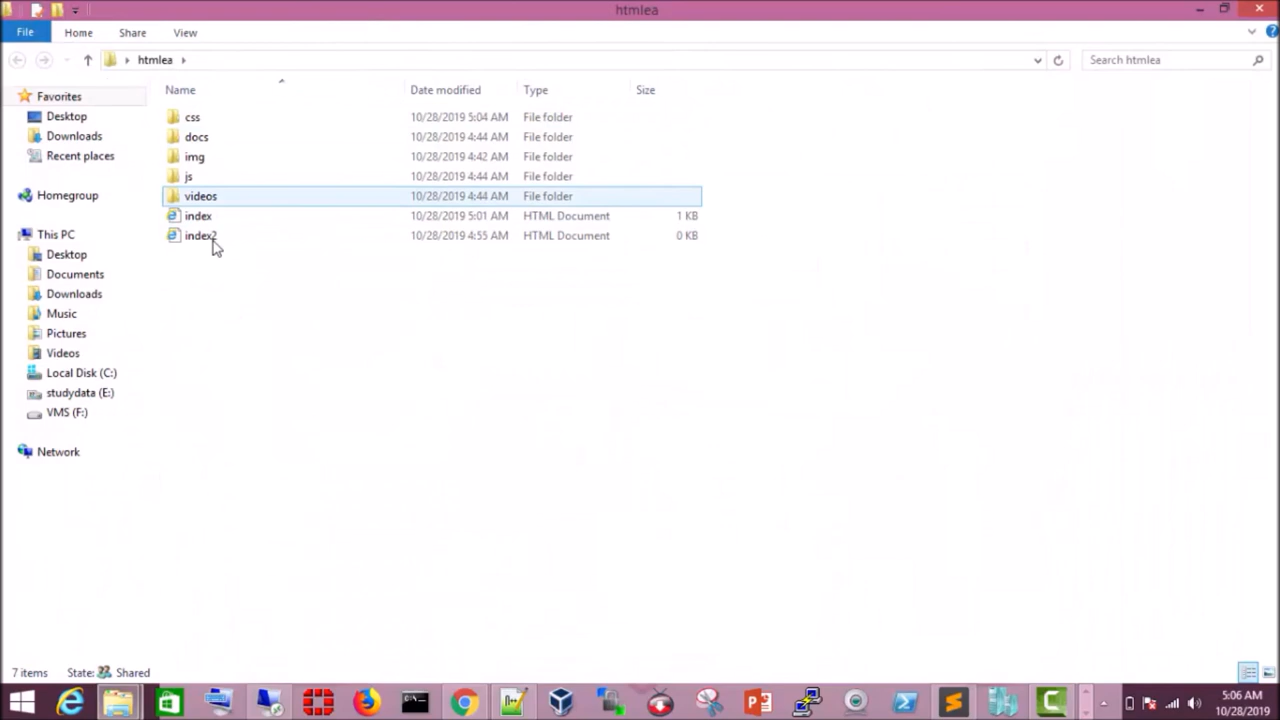 htmlea
File Home Share View
htmlea Search htmlea
Name Date modified Type Size
Favorites
Desktop
Downloads
Recent places
Homegroup
This PC
Desktop
Documents
Downloads
Music
Pictures
Videos
Local Disk (C:)
studydata (E:)
VMS (F:)
Network
css 10/28/2019 5:04 AM File folder
docs 10/28/2019 4:44 AM File folder
img 10/28/2019 4:42 AM File folder
js 10/28/2019 4:44 AM File folder
videos 10/28/2019 4:44 AM File folder
index 10/28/2019 5:01 AM HTML Document 1 KB
index2 10/28/2019 4:55 AM HTML Document 0 KB
7 items State: Shared
5:06 AM
10/28/2019